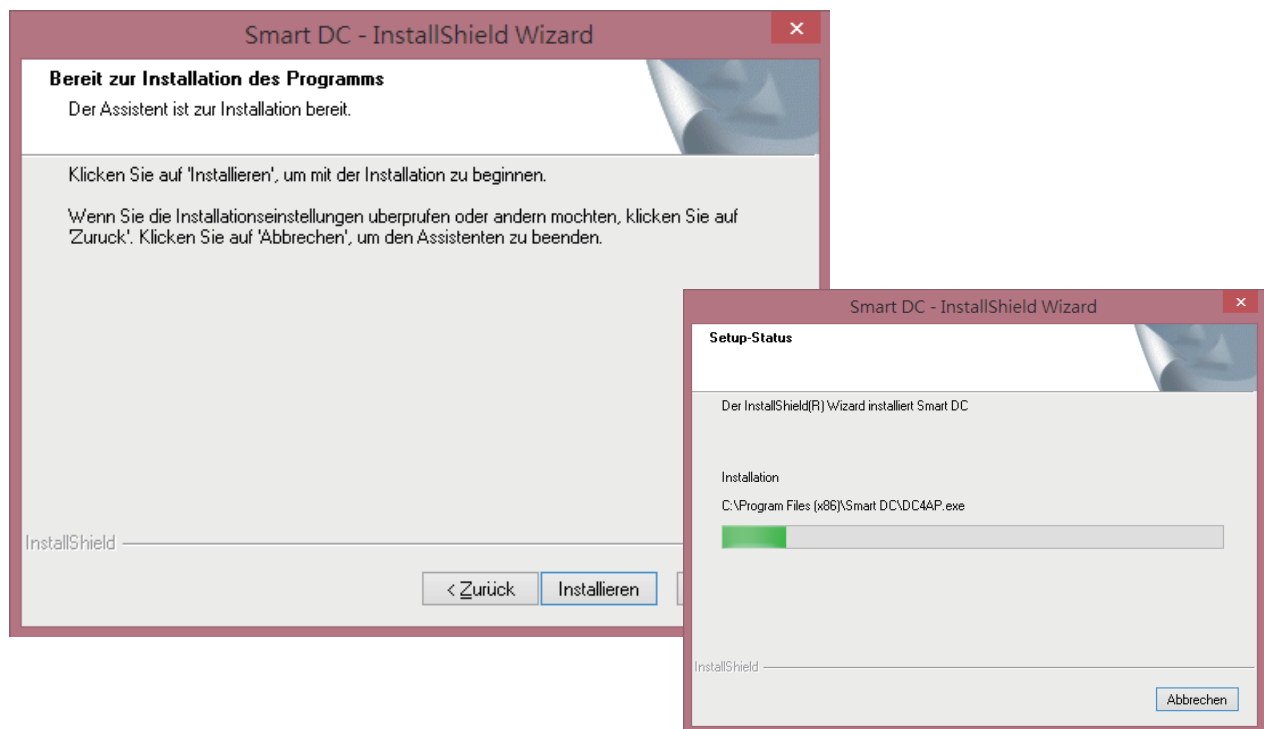 Smart DC - InstallShield Wizard
Bereit zur Installation des Programms
Der Assistent ist zur Installation bereit.
Klicken Sie auf 'Installieren', um mit der Installation zu beginnen.
Wenn Sie die Installationseinstellungen uberprufen oder andern mochten, klicken Sie auf
'Zuruck'. Klicken Sie auf 'Abbrechen', um den Assistenten zu beenden.
InstallShield
< Zurück
Installieren
Smart DC - InstallShield Wizard
Setup-Status
Der InstallShield(R) Wizard installiert Smart DC
Installation
C:\Program Files (x86)\Smart DC\DC4AP.exe
InstallShield
Abbrechen